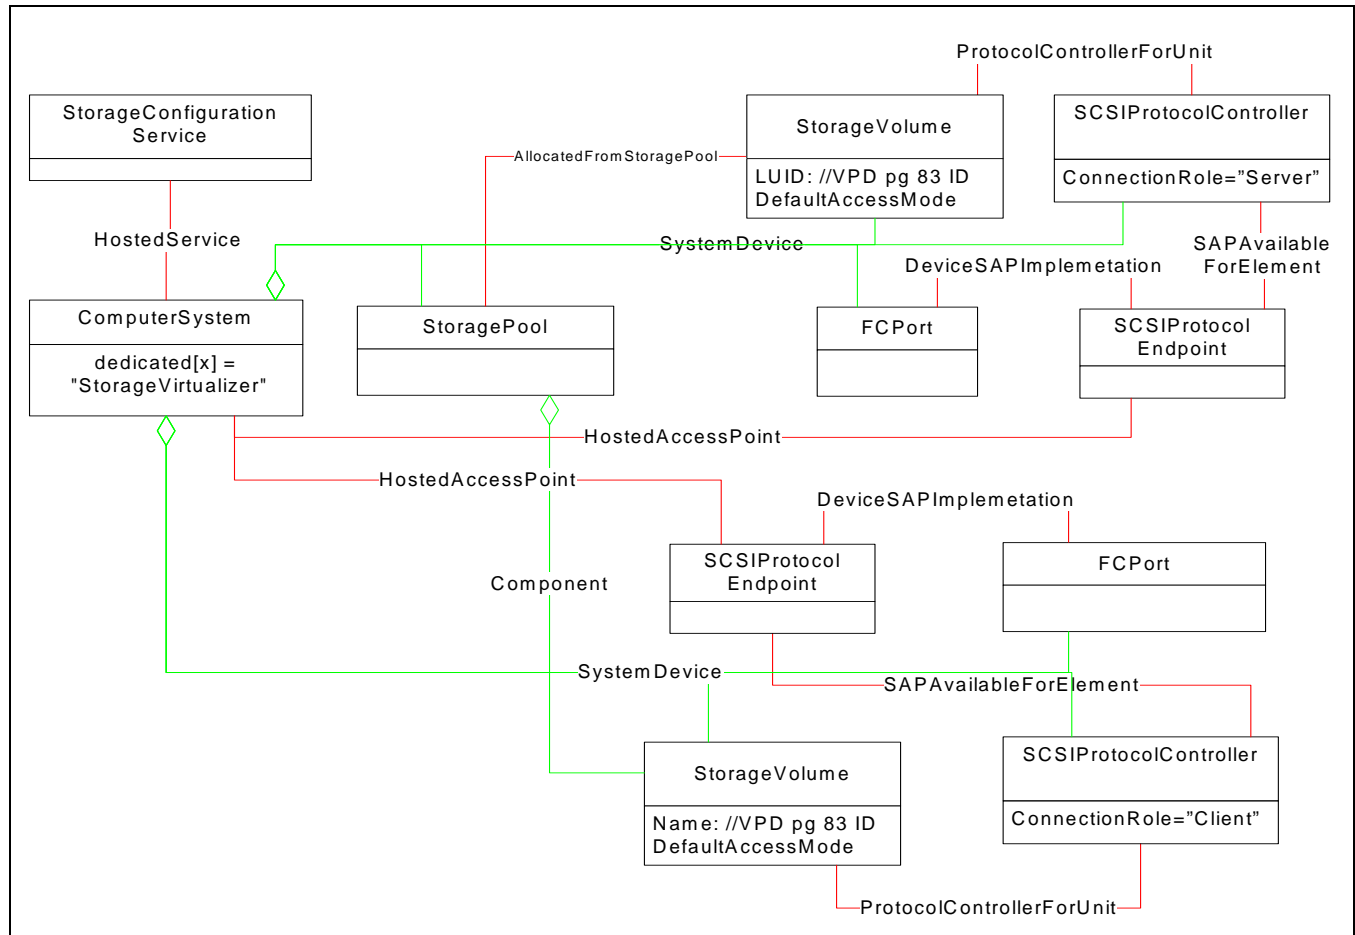 ProtocolControllerForUnit
StorageConfiguration
Service
StorageVolume
LUID: //VPD pg 83 ID
DefaultAccessMode
SCSIProtocolController
ConnectionRole="Server"
AllocatedFromStoragePool
HostedService
SystemDevice
SAPAvailable
ForElement
DeviceSAPImplemetation
ComputerSystem
dedicated[x] =
"StorageVirtualizer"
StoragePool
FCPort
SCSIProtocol
Endpoint
HostedAccessPoint
HostedAccessPoint
DeviceSAPImplemetation
SCSIProtocol
Endpoint
FCPort
Component
SystemDevice
SAPAvailableForElement
StorageVolume
Name: //VPD pg 83 ID
DefaultAccessMode
SCSIProtocolController
ConnectionRole="Client"
ProtocolControllerForUnit